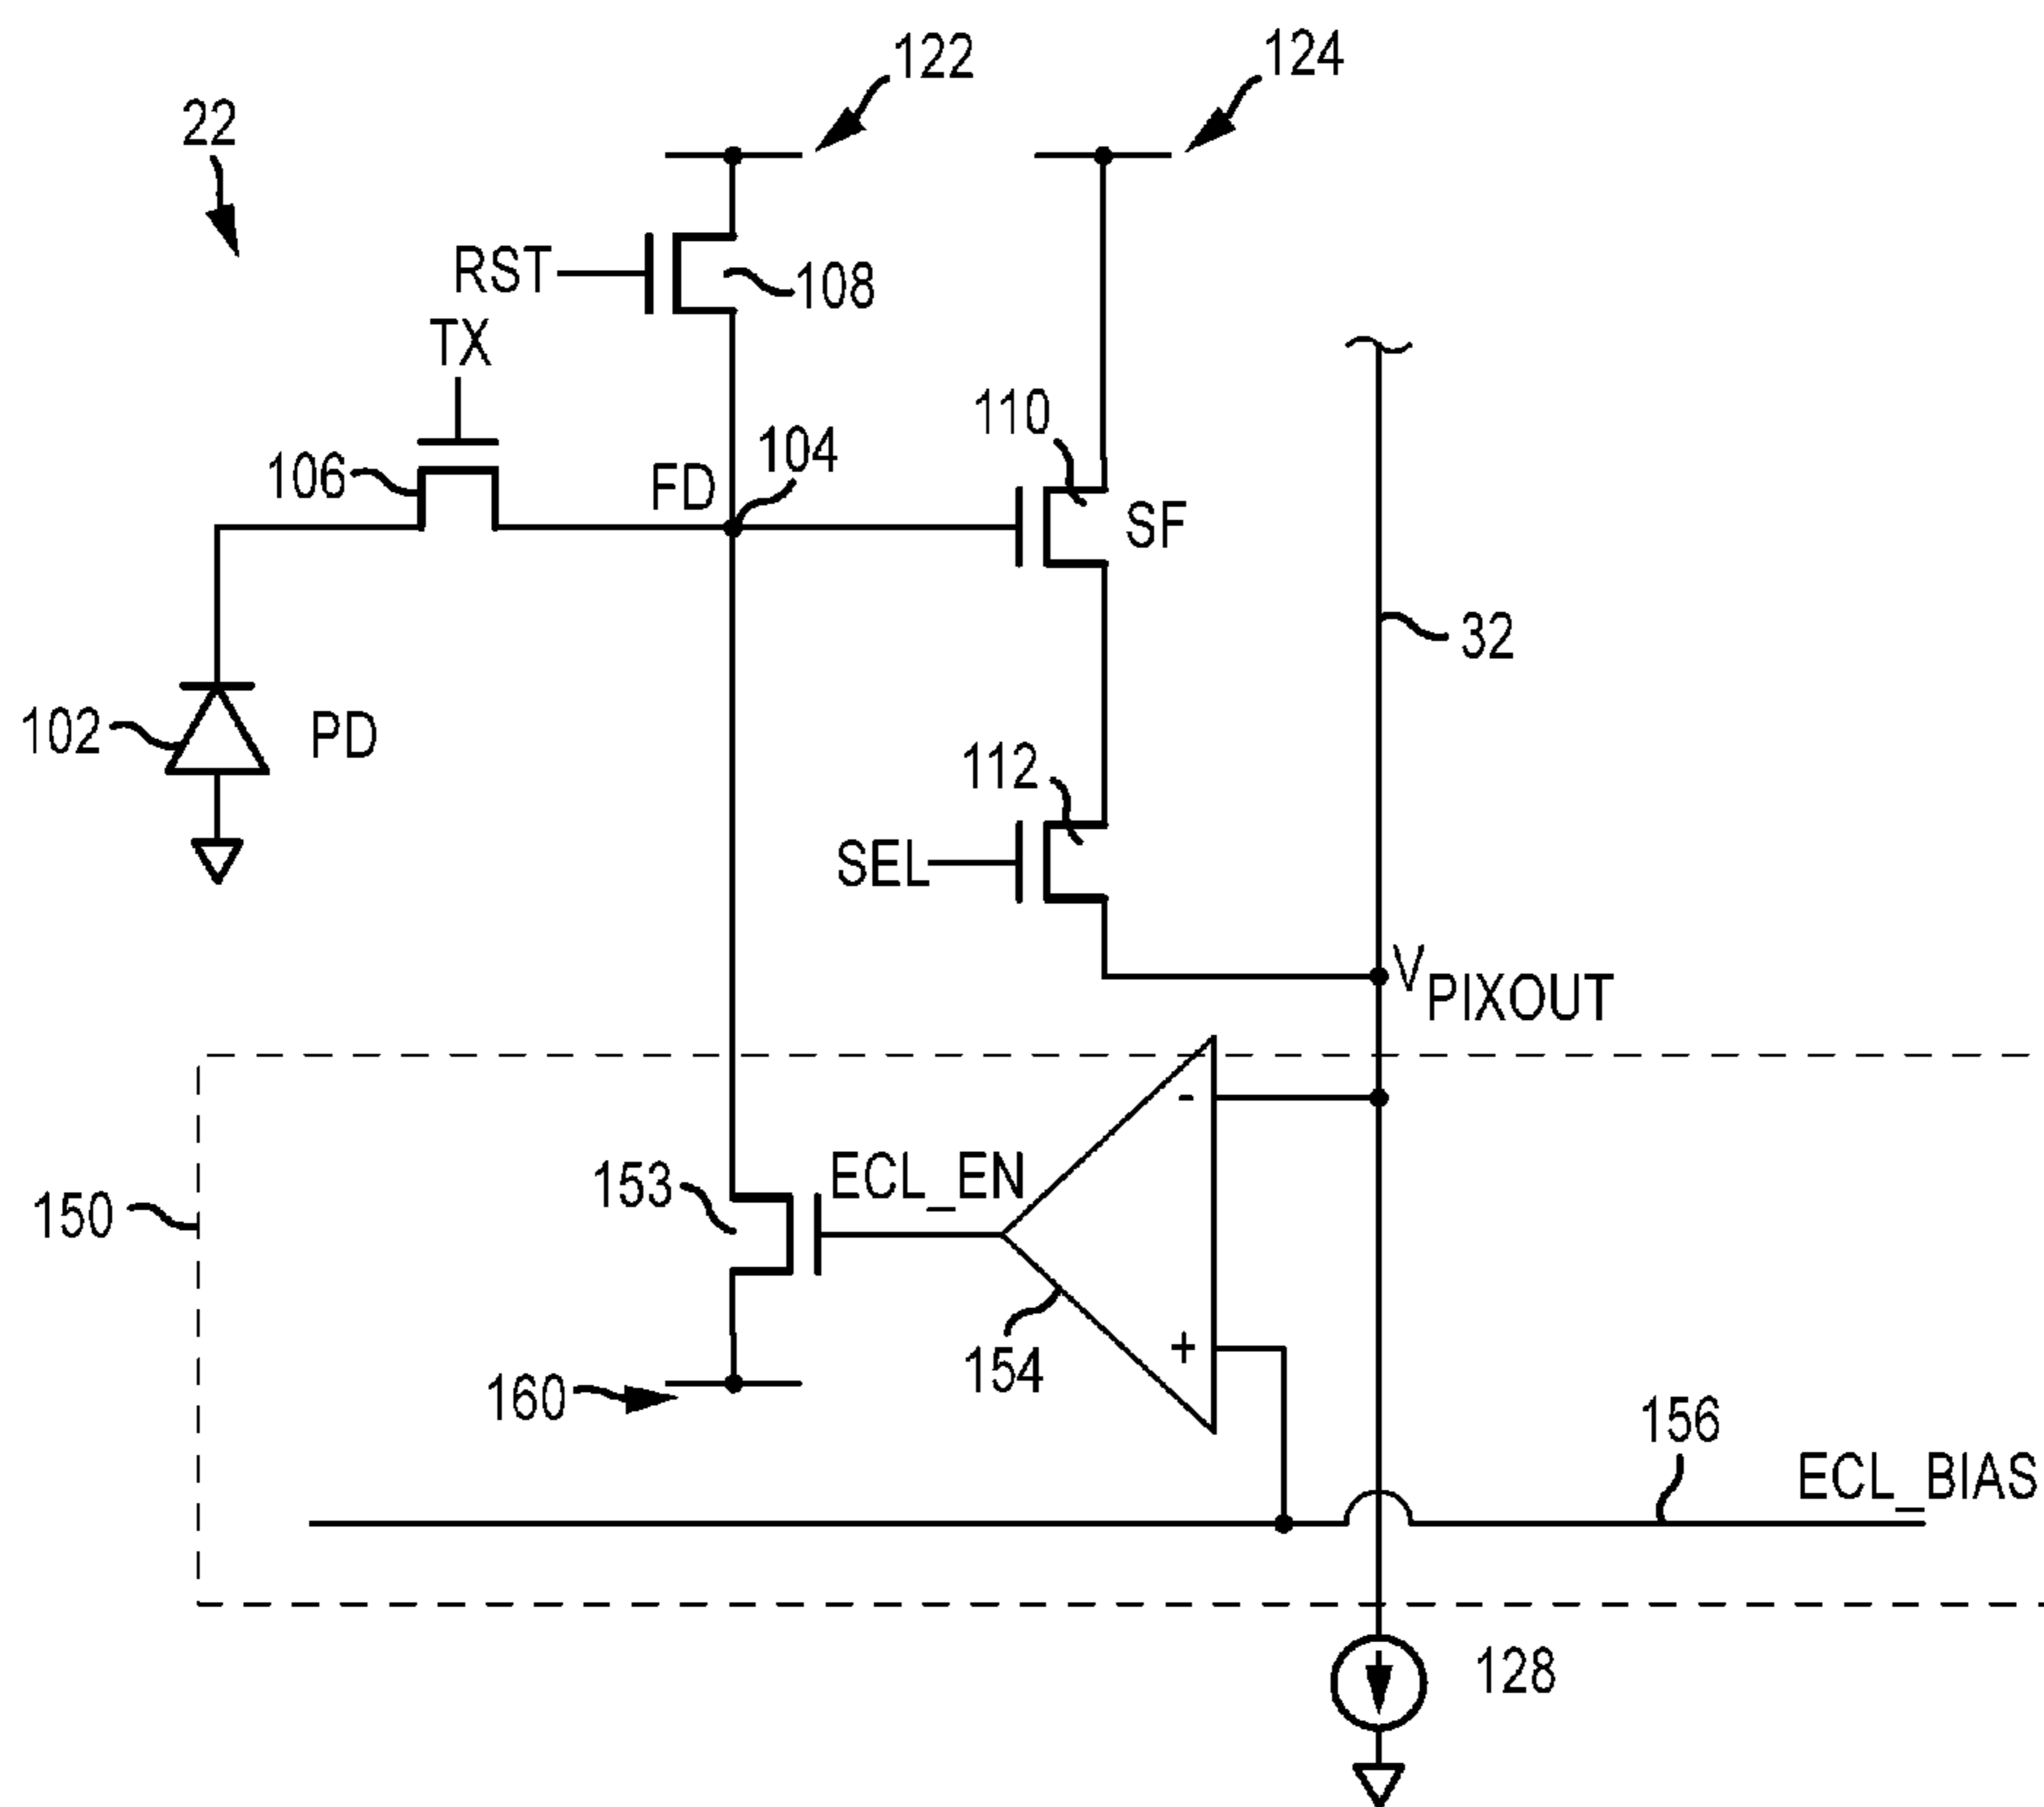 122
124
22
RST
108
TX
110
104
106
FD
SF
32
102
PD
112
SEL
VPIXOUT
153
ECL_EN
-
150
+
154
160
156
ECL_BIAS
128